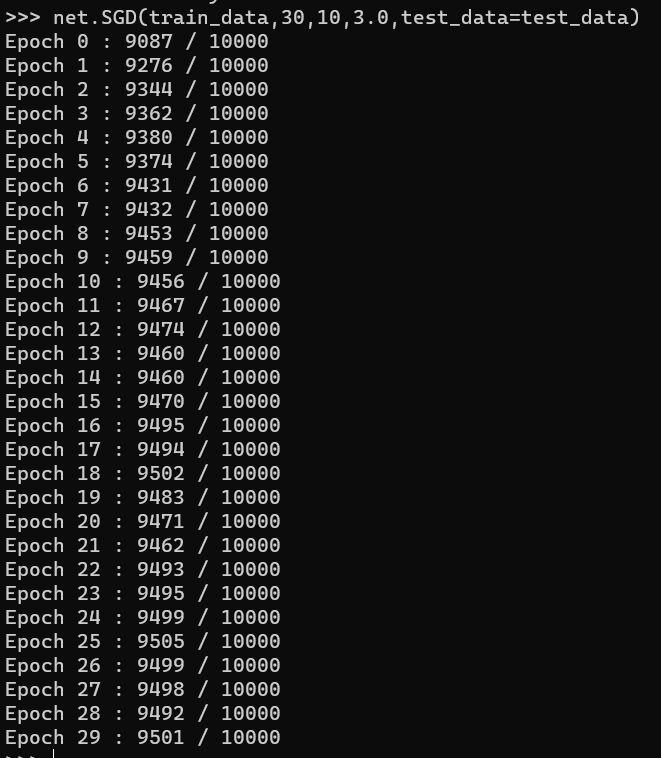 >>> net.SGD(train_data,30,10,3.0,test_data=test_data)
Epoch 0 : 9087 / 10000
Epoch 1 : 9276 / 10000
Epoch 2 : 9344 / 10000
Epoch 3 : 9362 / 10000
Epoch 4 : 9380 / 10000
Epoch 5 : 9374 / 10000
Epoch 6 : 9431 / 10000
Epoch 7 : 9432 / 10000
Epoch 8 : 9453 / 10000
Epoch 9 : 9459 / 10000
Epoch 10 : 9456 / 10000
Epoch 11 : 9467 / 10000
Epoch 12 : 9474 / 10000
Epoch 13 : 9460 / 10000
Epoch 14 : 9460 / 10000
Epoch 15 : 9470 / 10000
Epoch 16 : 9495 / 10000
Epoch 17 : 9494 / 10000
Epoch 18 : 9502 / 10000
Epoch 19 : 9483 / 10000
Epoch 20 : 9471 / 10000
Epoch 21 : 9462 / 10000
Epoch 22 : 9493 / 10000
Epoch 23 : 9495 / 10000
Epoch 24 : 9499 / 10000
Epoch 25 : 9505 / 10000
Epoch 26 : 9499 / 10000
Epoch 27 : 9498 / 10000
Epoch 28 : 9492 / 10000
Epoch 29 : 9501 / 10000
>>>